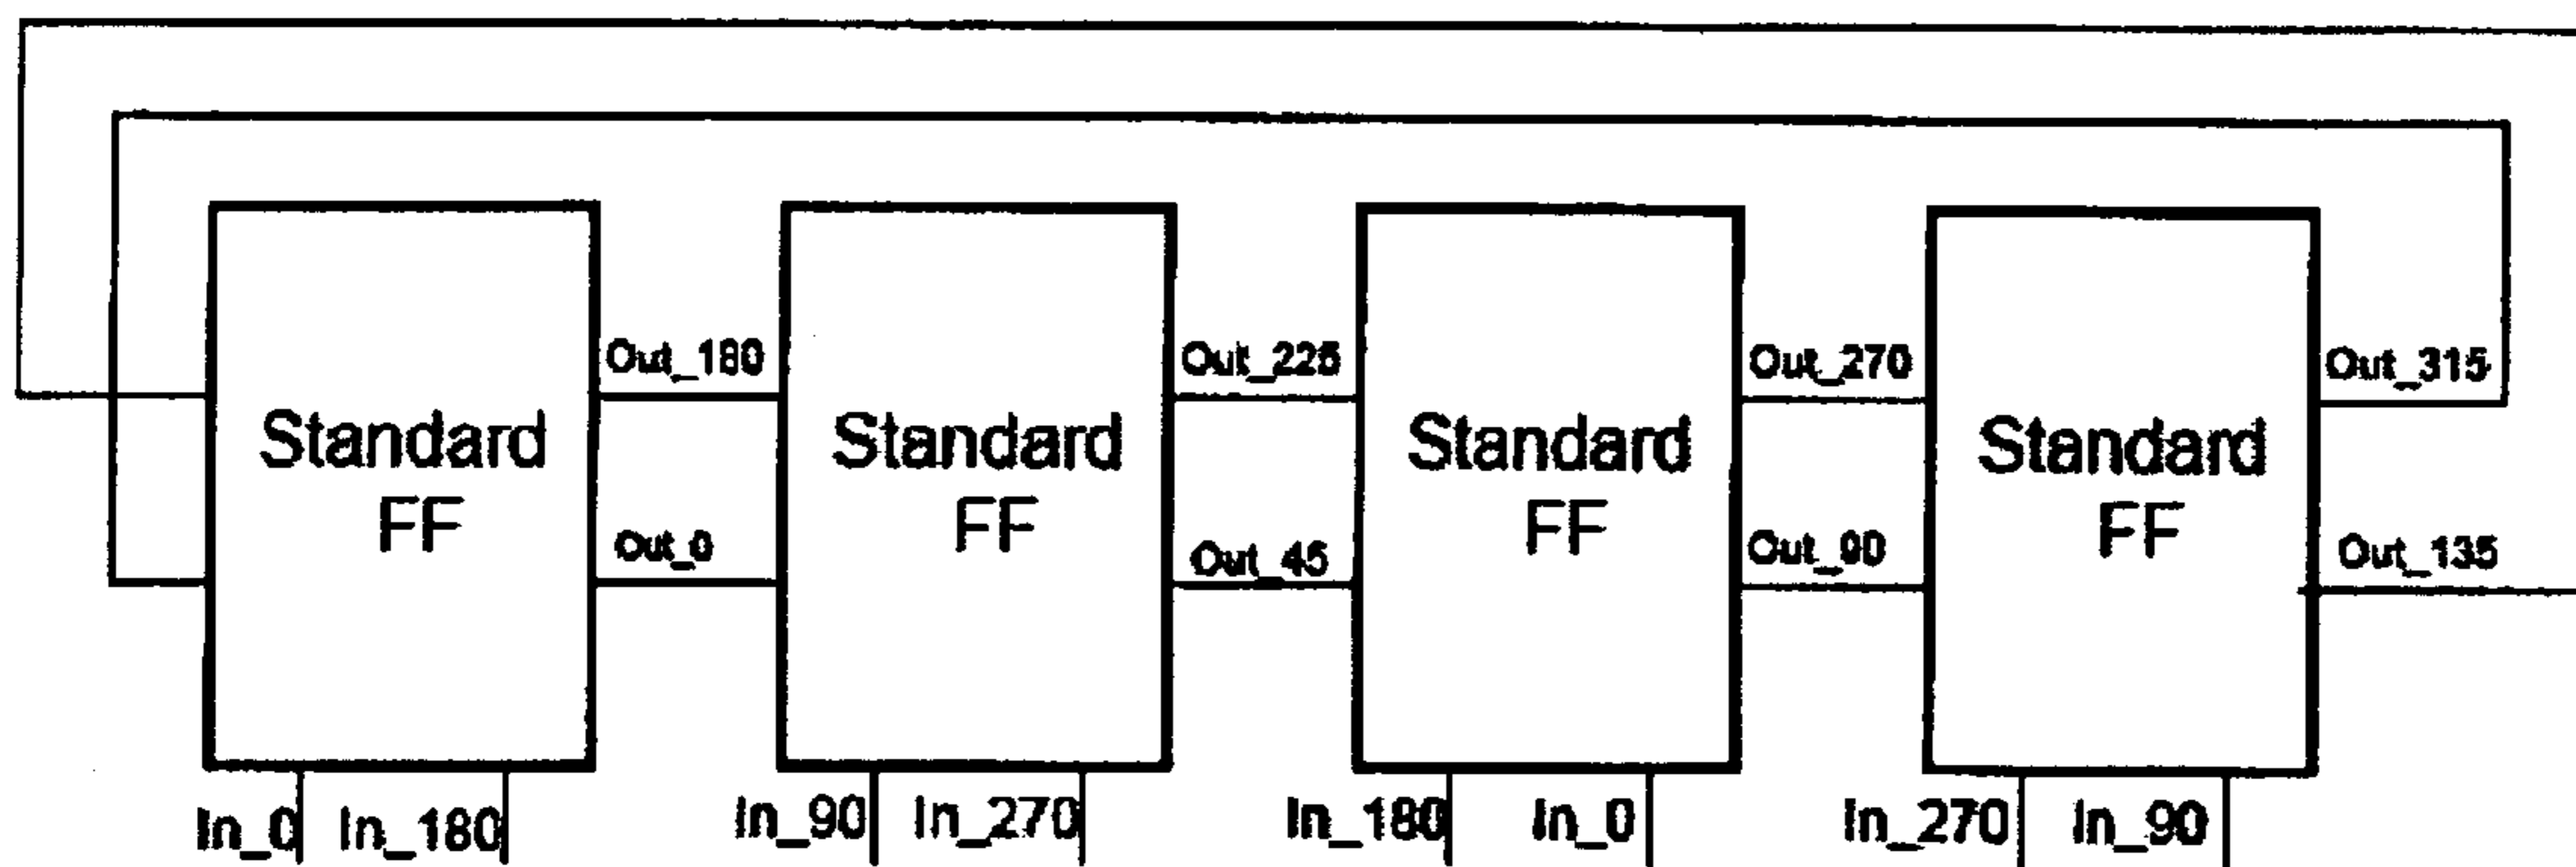 Out_180
Out_225
Out_270
Out_315
Standard
FF
Standard
FF
Standard
FF
Standard
FF
Out_0
Out_45
Out_90
Out_135
In_0
In_180
In_90
In_270
In_180
In_0
In_270
In_90